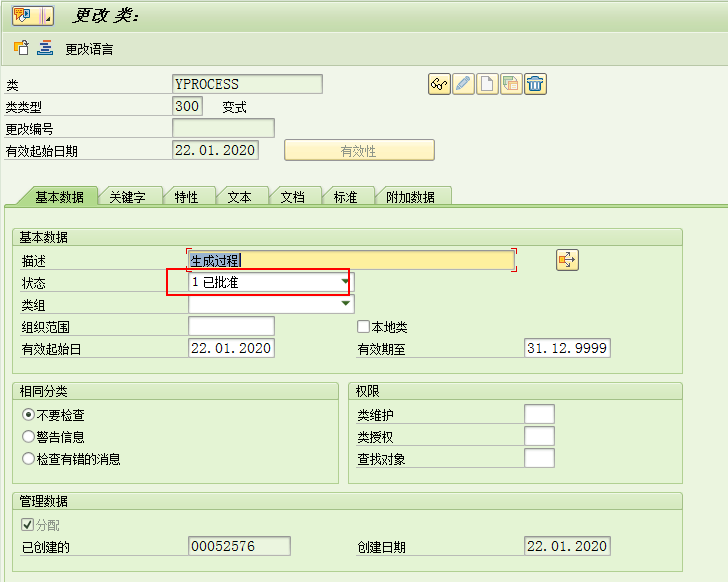 更改 类:
更改语言
类 YPROCESS
类类型 300 变式
更改编号
有效起始日期 22.01.2020 有效性
基本数据 关键字 特性 文本 文档 标准 附加数据
基本数据
描述 生成过程
状态 1 已批准
类组
组织范围 本地类
有效起始日 22.01.2020 有效期至 31.12.9999
相同分类 权限
不要检查 类维护
警告信息 类授权
检查有错的消息 查找对象
管理数据
分配
已创建的 00052576 创建日期 22.01.2020